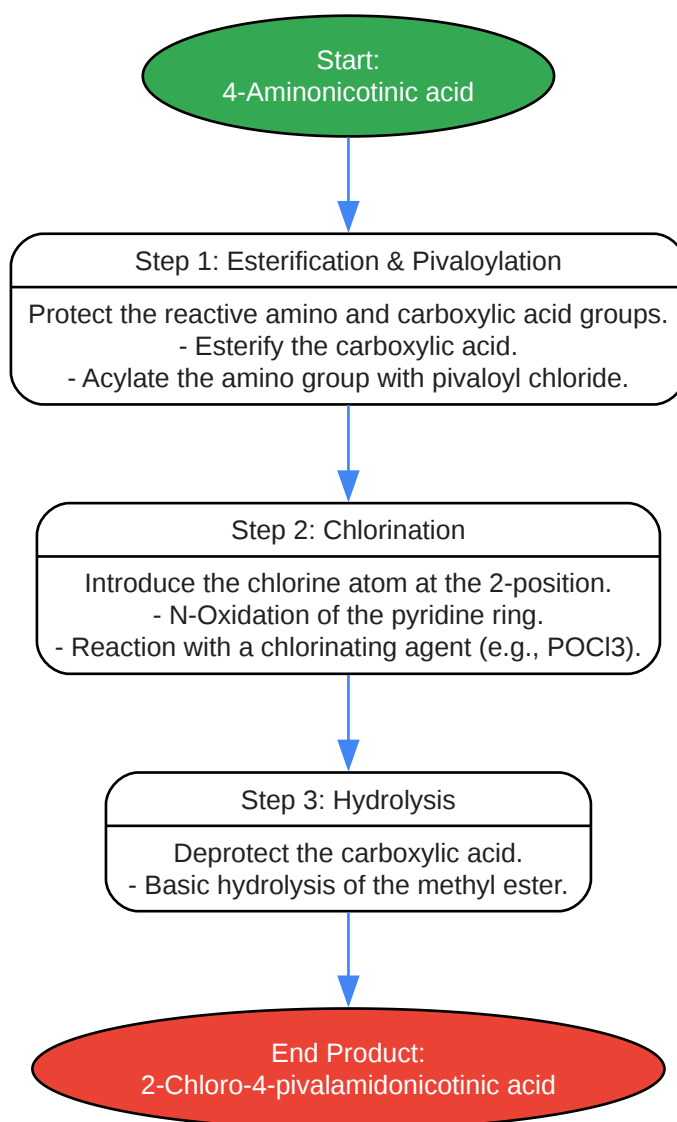 Start:
4-Aminonicotinic acid
Step 1: Esterification & Pivaloylation
Protect the reactive amino and carboxylic acid groups.
- Esterify the carboxylic acid.
- Acylate the amino group with pivaloyl chloride.
Step 2: Chlorination
Introduce the chlorine atom at the 2-position.
- N-Oxidation of the pyridine ring.
- Reaction with a chlorinating agent (e.g., POCl3).
Step 3: Hydrolysis
Deprotect the carboxylic acid.
- Basic hydrolysis of the methyl ester.
End Product:
2-Chloro-4-pivalamidonicotinic acid